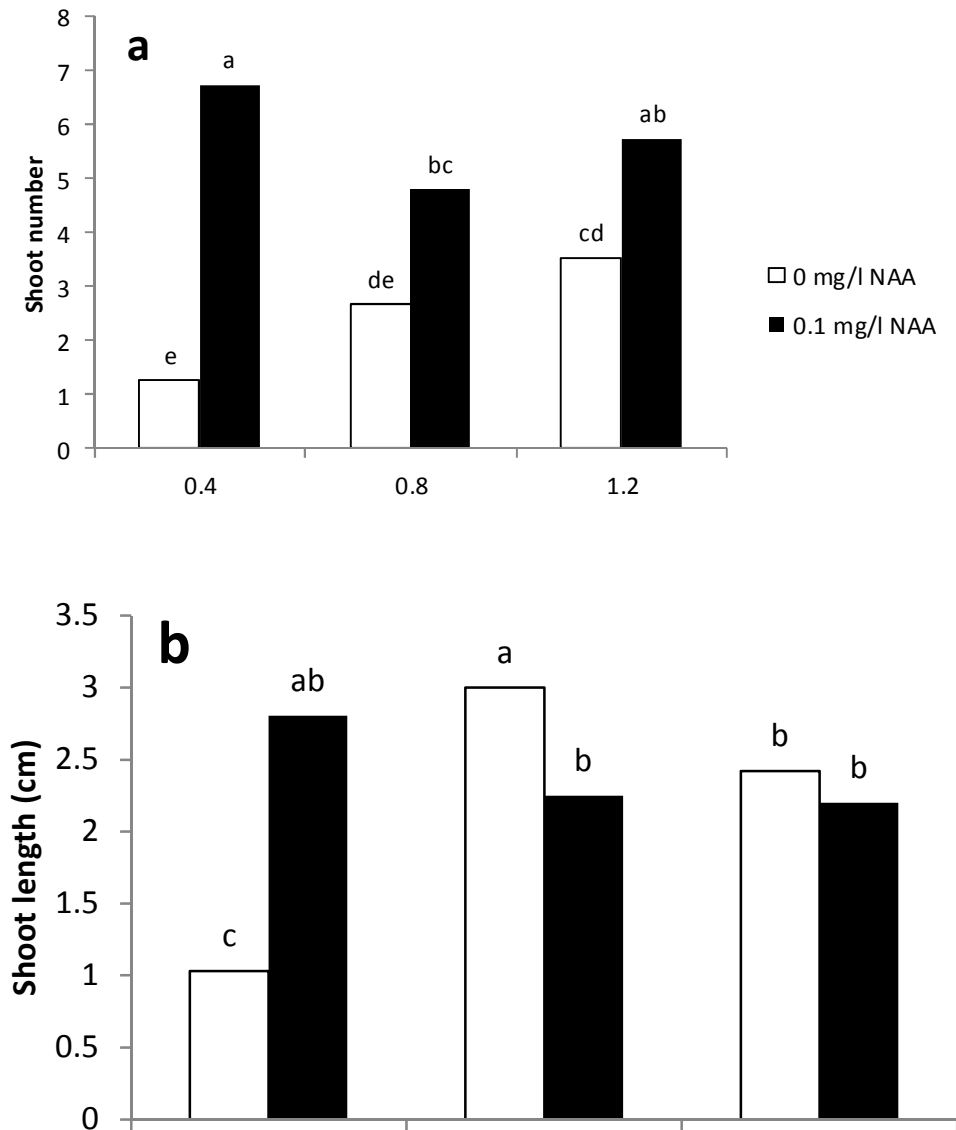 a
8
7
6
5
4
3
2
1
0
Shoot number
e
a
de
bc
cd
ab
0.4
0.8
1.2
0 mg/l NAA
0.1 mg/l NAA
b
3.5
3
2.5
2
1.5
1
0.5
0
Shoot length (cm)
c
ab
a
b
b
b